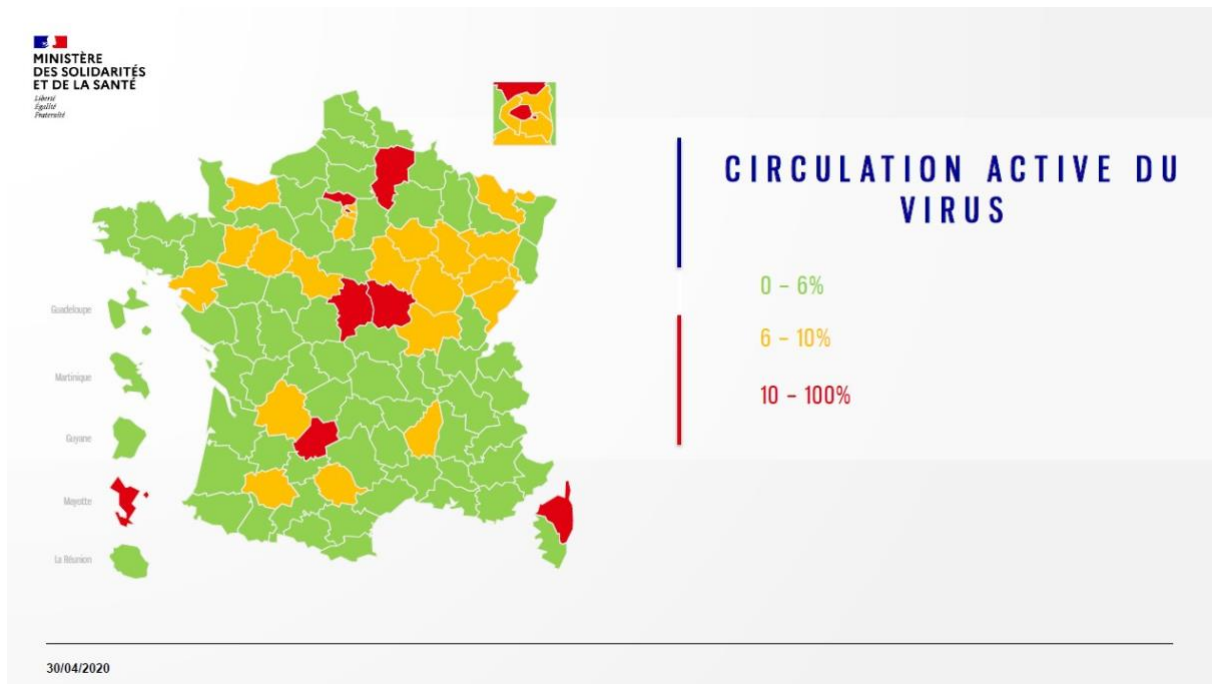 MINISTÈRE
DES SOLIDARITÉS
ET DE LA SANTÉ
Liberté
Égalité
Fraternité
CIRCULATION ACTIVE DU
VIRUS
0 – 6%
6 – 10%
10 – 100%
Guadeloupe
Martinique
Guyane
Mayotte
La Réunion
30/04/2020